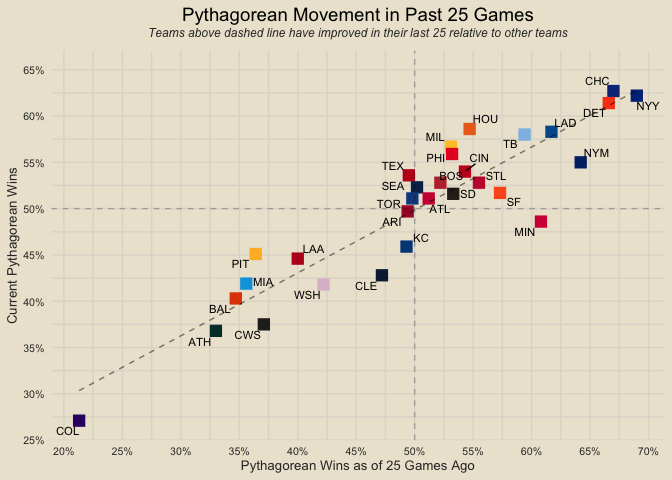 Pythagorean Movement in Past 25 Games
Teams above dashed line have improved in their last 25 relative to other teams
Current Pythagorean Wins
65%
60%
55%
50%
45%
40%
35%
30%
25%
CHC
NYY
DET
HOU
LAD
MIL
TB
PHI
CIN
NYM
TEX
BOS
STL
SEA
SD
SF
TOR
ATL
ARI
MIN
KC
LAA
PIT
MIA
WSH
CLE
BAL
ATH
CWS
COL
20%
25%
30%
35%
40%
45%
50%
55%
60%
65%
70%
Pythagorean Wins as of 25 Games Ago